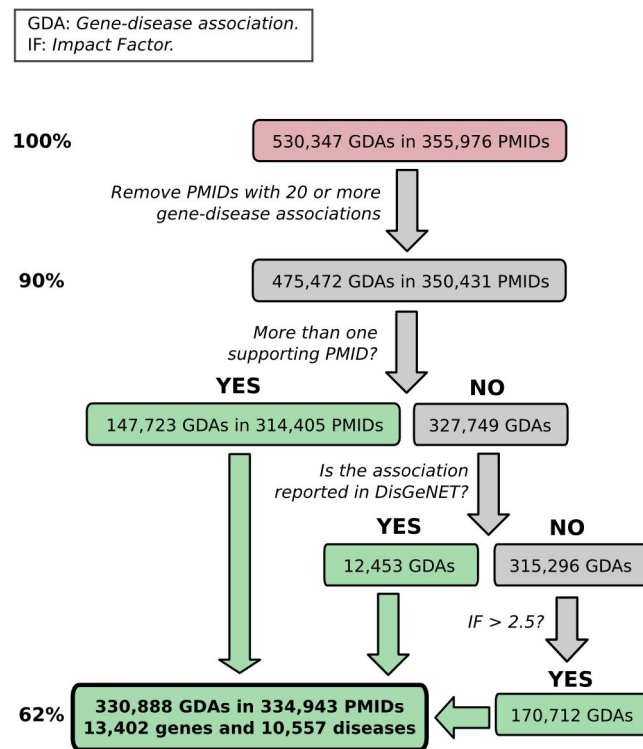 GDA: Gene-disease association.
IF: Impact Factor.
100%
530,347 GDAs in 355,976 PMIDs
Remove PMIDs with 20 or more
gene-disease associations
90%
475,472 GDAs in 350,431 PMIDs
More than one
supporting PMID?
YES
NO
147,723 GDAs in 314,405 PMIDs
327,749 GDAs
Is the association
reported in DisGeNET?
YES
NO
12,453 GDAs
315,296 GDAs
IF > 2.5?
YES
62%
330,888 GDAs in 334,943 PMIDs
13,402 genes and 10,557 diseases
170,712 GDAs